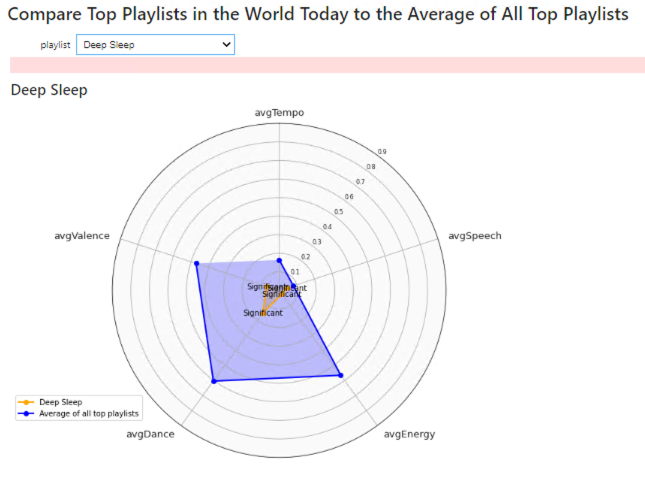 Compare Top Playlists in the World Today to the Average of All Top Playlists
playlist Deep Sleep
Deep Sleep
avgTempo
0.9
0.8
0.7
0.6
0.5
avgValence
avgSpeech
0.4
0.3
0.2
0.1
Significant
Significant
Significant
Significant
Deep Sleep
Average of all top playlists
avgDance
avgEnergy